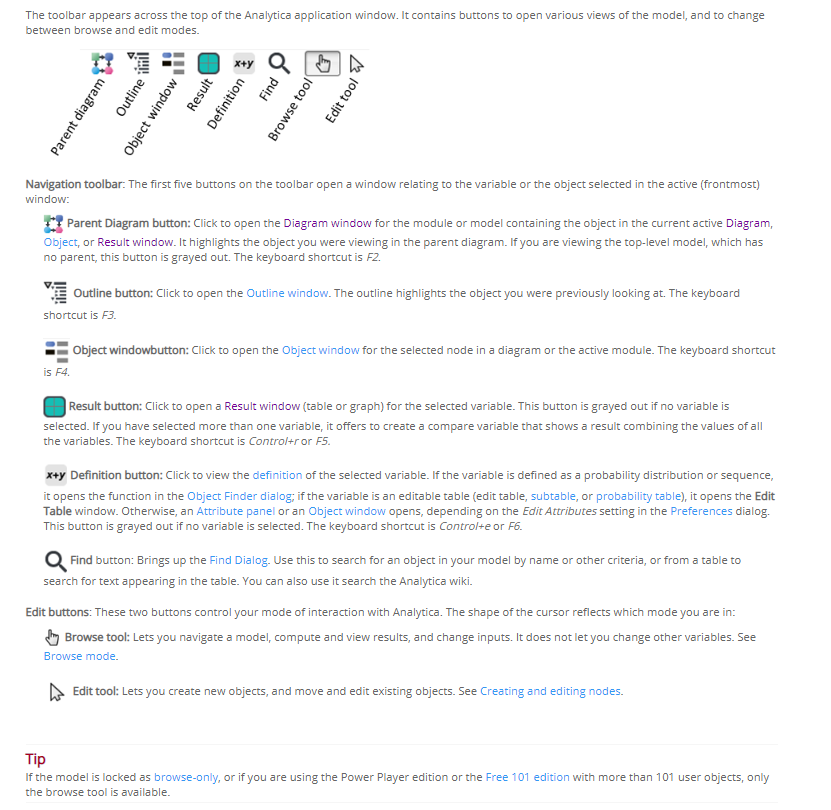 The toolbar appears across the top of the Analytica application window. It contains buttons to open various views of the model, and to change
between browse and edit modes.
x+y
Parent diagram
Outline
Object window
Result
Definition
Find
Browse tool
Edit tool
Navigation toolbar: The first five buttons on the toolbar open a window relating to the variable or the object selected in the active (frontmost)
window:
Parent Diagram button: Click to open the Diagram window for the module or model containing the object in the current active Diagram,
Object, or Result window. It highlights the object you were viewing in the parent diagram. If you are viewing the top-level model, which has
no parent, this button is grayed out. The keyboard shortcut is F2.
Outline button: Click to open the Outline window. The outline highlights the object you were previously looking at. The keyboard
shortcut is F3.
Object windowbutton: Click to open the Object window for the selected node in a diagram or the active module. The keyboard shortcut
is F4.
Result button: Click to open a Result window (table or graph) for the selected variable. This button is grayed out if no variable is
selected. If you have selected more than one variable, it offers to create a compare variable that shows a result combining the values of all
the variables. The keyboard shortcut is Control+r or F5.
x+y Definition button: Click to view the definition of the selected variable. If the variable is defined as a probability distribution or sequence,
it opens the function in the Object Finder dialog; if the variable is an editable table (edit table, subtable, or probability table), it opens the Edit
Table window. Otherwise, an Attribute panel or an Object window opens, depending on the Edit Attributes setting in the Preferences dialog.
This button is grayed out if no variable is selected. The keyboard shortcut is Control+e or F6.
Find button: Brings up the Find Dialog. Use this to search for an object in your model by name or other criteria, or from a table to
search for text appearing in the table. You can also use it search the Analytica wiki.
Edit buttons: These two buttons control your mode of interaction with Analytica. The shape of the cursor reflects which mode you are in:
Browse tool: Lets you navigate a model, compute and view results, and change inputs. It does not let you change other variables. See
Browse mode.
Edit tool: Lets you create new objects, and move and edit existing objects. See Creating and editing nodes.
Tip
If the model is locked as browse-only, or if you are using the Power Player edition or the Free 101 edition with more than 101 user objects, only
the browse tool is available.